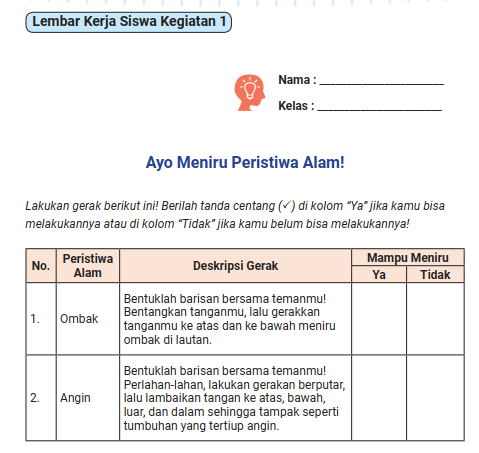 Lembar Kerja Siswa Kegiatan 1
Nama :
Kelas :
Ayo Meniru Peristiwa Alam!
Lakukan gerak berikut ini! Berilah tanda centang (✓) di kolom “Ya” jika kamu bisa
melakukannya atau di kolom “Tidak” jika kamu belum bisa melakukannya!
No. Peristiwa Alam Deskripsi Gerak Mampu Meniru
Ya Tidak
1. Ombak
Bentuklah barisan bersama temanmu!
Bentangkan tanganmu, lalu gerakkan
tanganmu ke atas dan ke bawah meniru
ombak di lautan.
2. Angin
Bentuklah barisan bersama temanmu!
Perlahan-lahan, lakukan gerakan berputar,
lalu lambaikan tangan ke atas, bawah,
luar, dan dalam sehingga tampak seperti
tumbuhan yang tertiup angin.